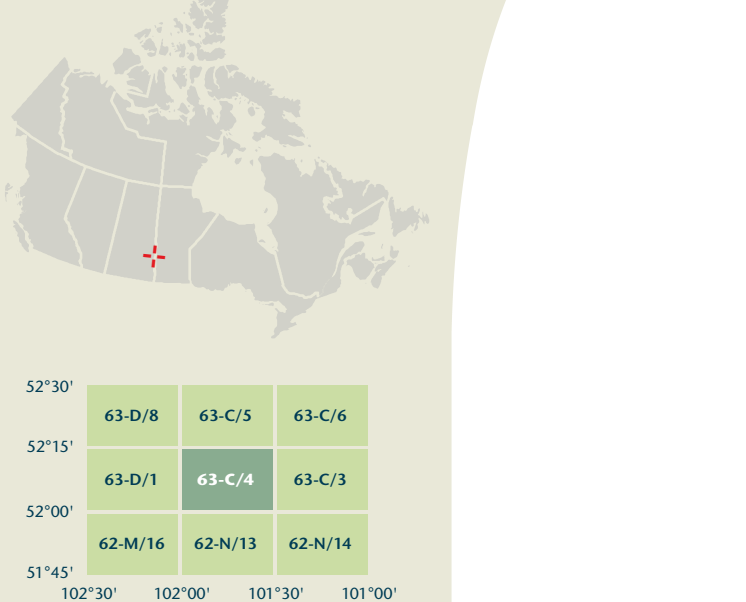 52°30'
63-D/8 63-C/5 63-C/6
52°15'
63-D/1 63-C/4 63-C/3
52°00'
62-M/16 62-N/13 62-N/14
51°45'
102°30' 102°00' 101°30' 101°00'